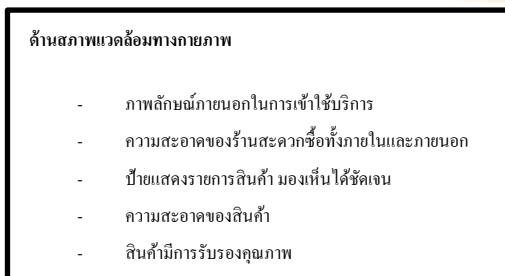 ด้านสภาพแวดล้อมทางกายภาพ
- ภาพลักษณ์ภายนอกในการเข้าใช้บริการ
- ความสะอาดของร้านสะดวกซื้อทั้งภายในและภายนอก
- ป้ายแสดงรายการสินค้า มองเห็นได้ชัดเจน
- ความสะอาดของสินค้า
- สินค้ามีการรับรองคุณภาพ